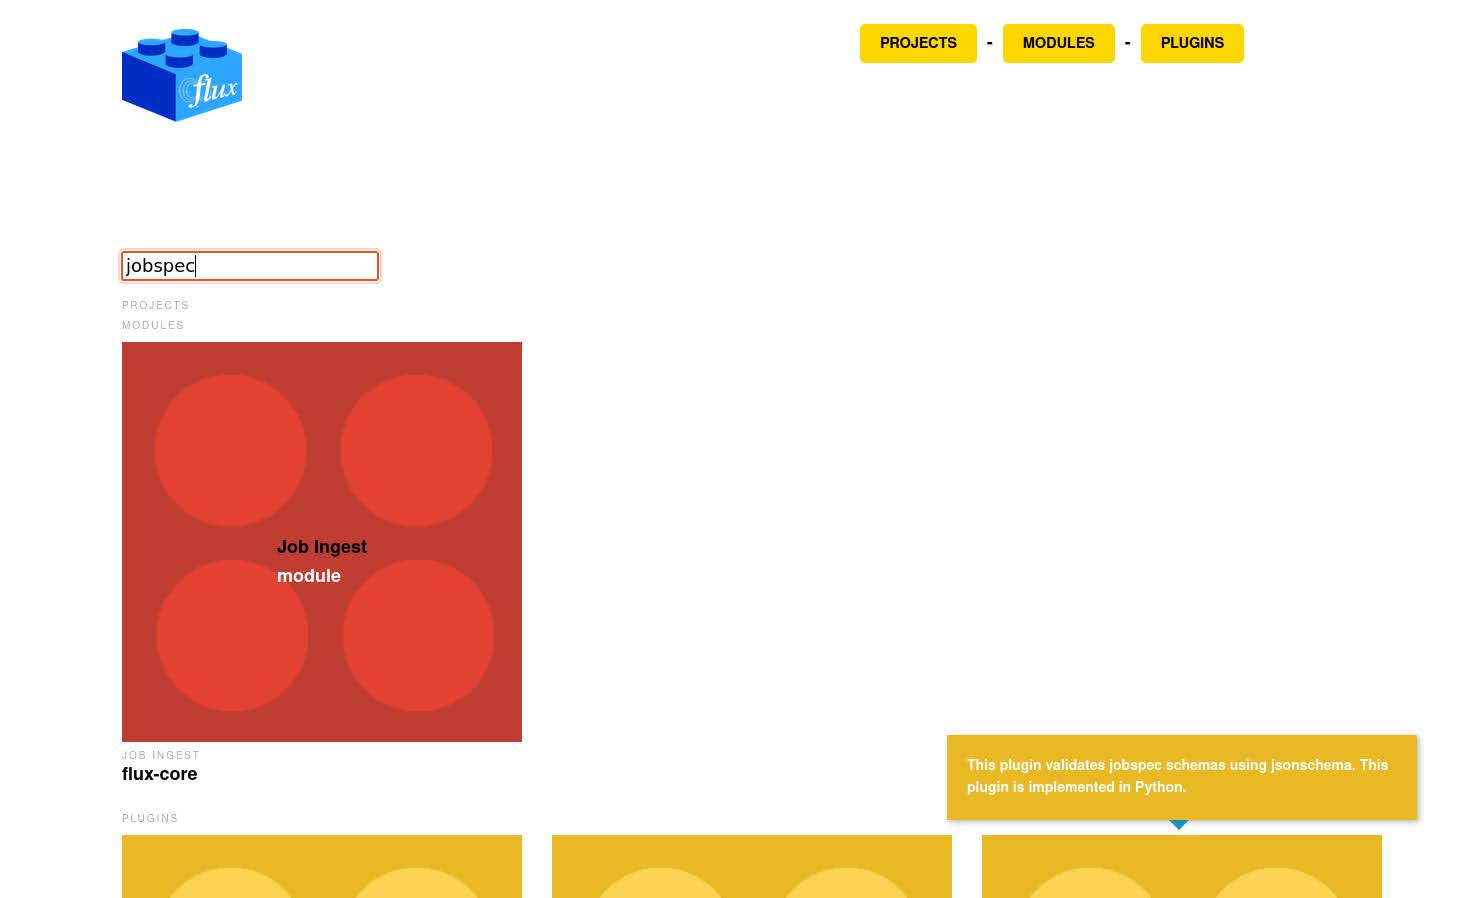 flux
PROJECTS - MODULES - PLUGINS
jobspec
PROJECTS
MODULES
Job Ingest
module
JOB INGEST
flux-core
This plugin validates jobspec schemas using jsonschema. This
plugin is implemented in Python.
PLUGINS